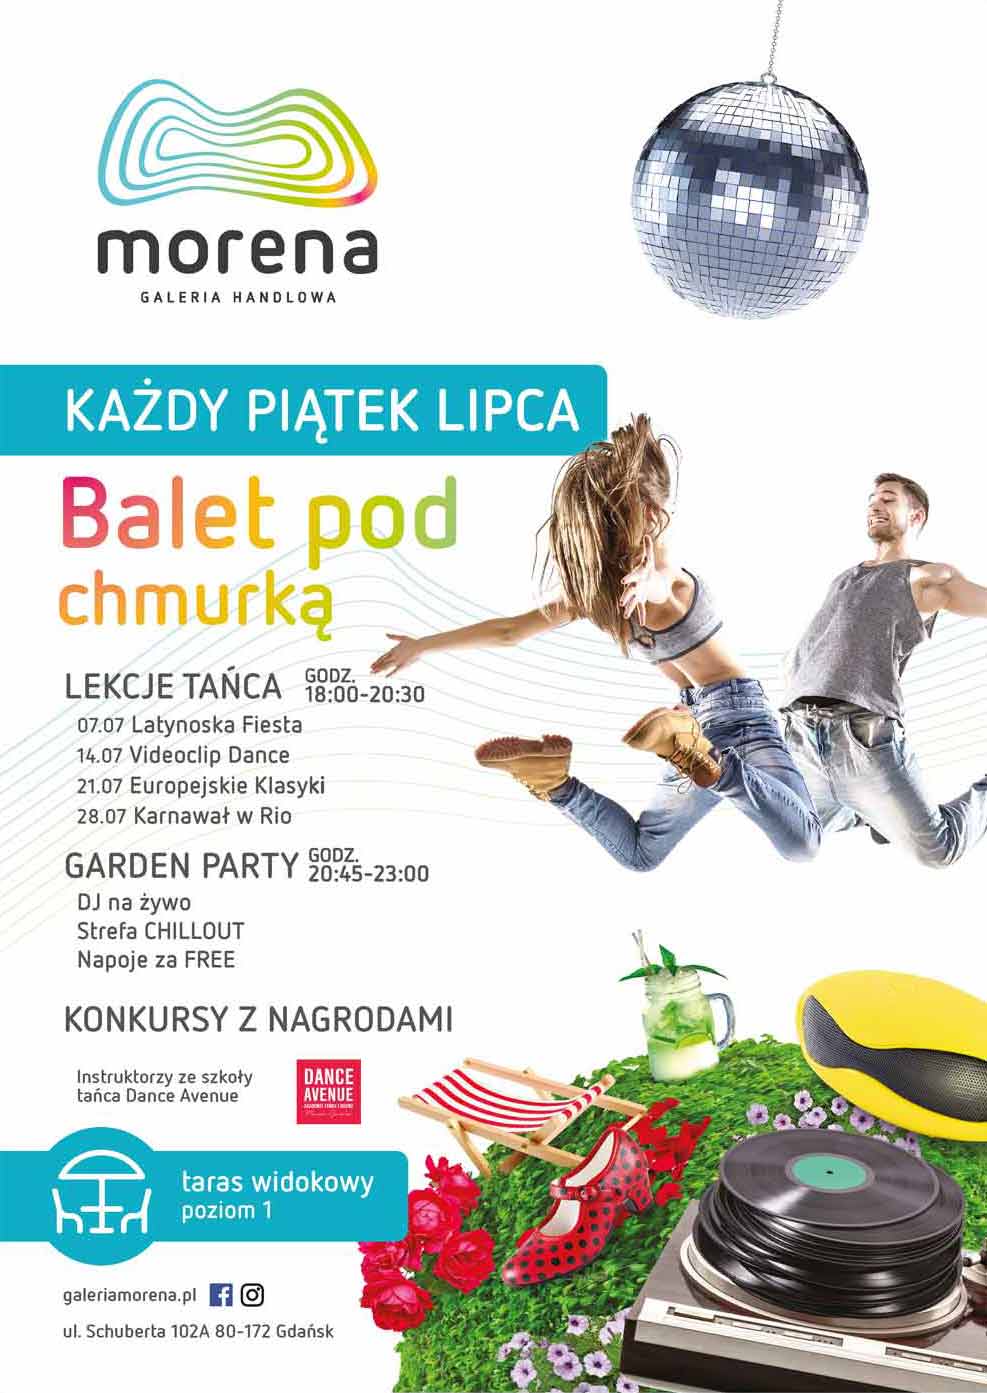 morena
GALERIA HANDLOWA
KAŻDY PIĄTEK LIPCA
Balet pod
chmurką
LEKCJE TAŃCA GODZ. 18:00-20:30
07.07 Latynoska Fiesta
14.07 Videoclip Dance
21.07 Europejskie Klasyki
28.07 Karnawał w Rio
GARDEN PARTY GODZ. 20:45-23:00
DJ na żywo
Strefa CHILLOUT
Napoje za FREE
KONKURSY Z NAGRODAMI
Instruktorzy ze szkoły
tańca Dance Avenue
DANCE
AVENUE
taras widokowy
poziom 1
galeriamorena.pl
ul. Schuberta 102A 80-172 Gdańsk